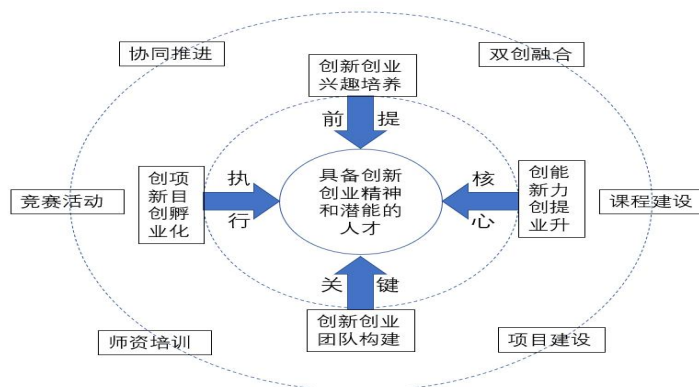 协同推进
双创融合
创新创业
兴趣培养
前 提
创项
新目
创孵
业化
执
行
具备创新
创业精神
和潜能的
人才
核
心
创能
新力
创提
业升
竞赛活动
课程建设
关 键
创新创业
团队构建
师资培训
项目建设